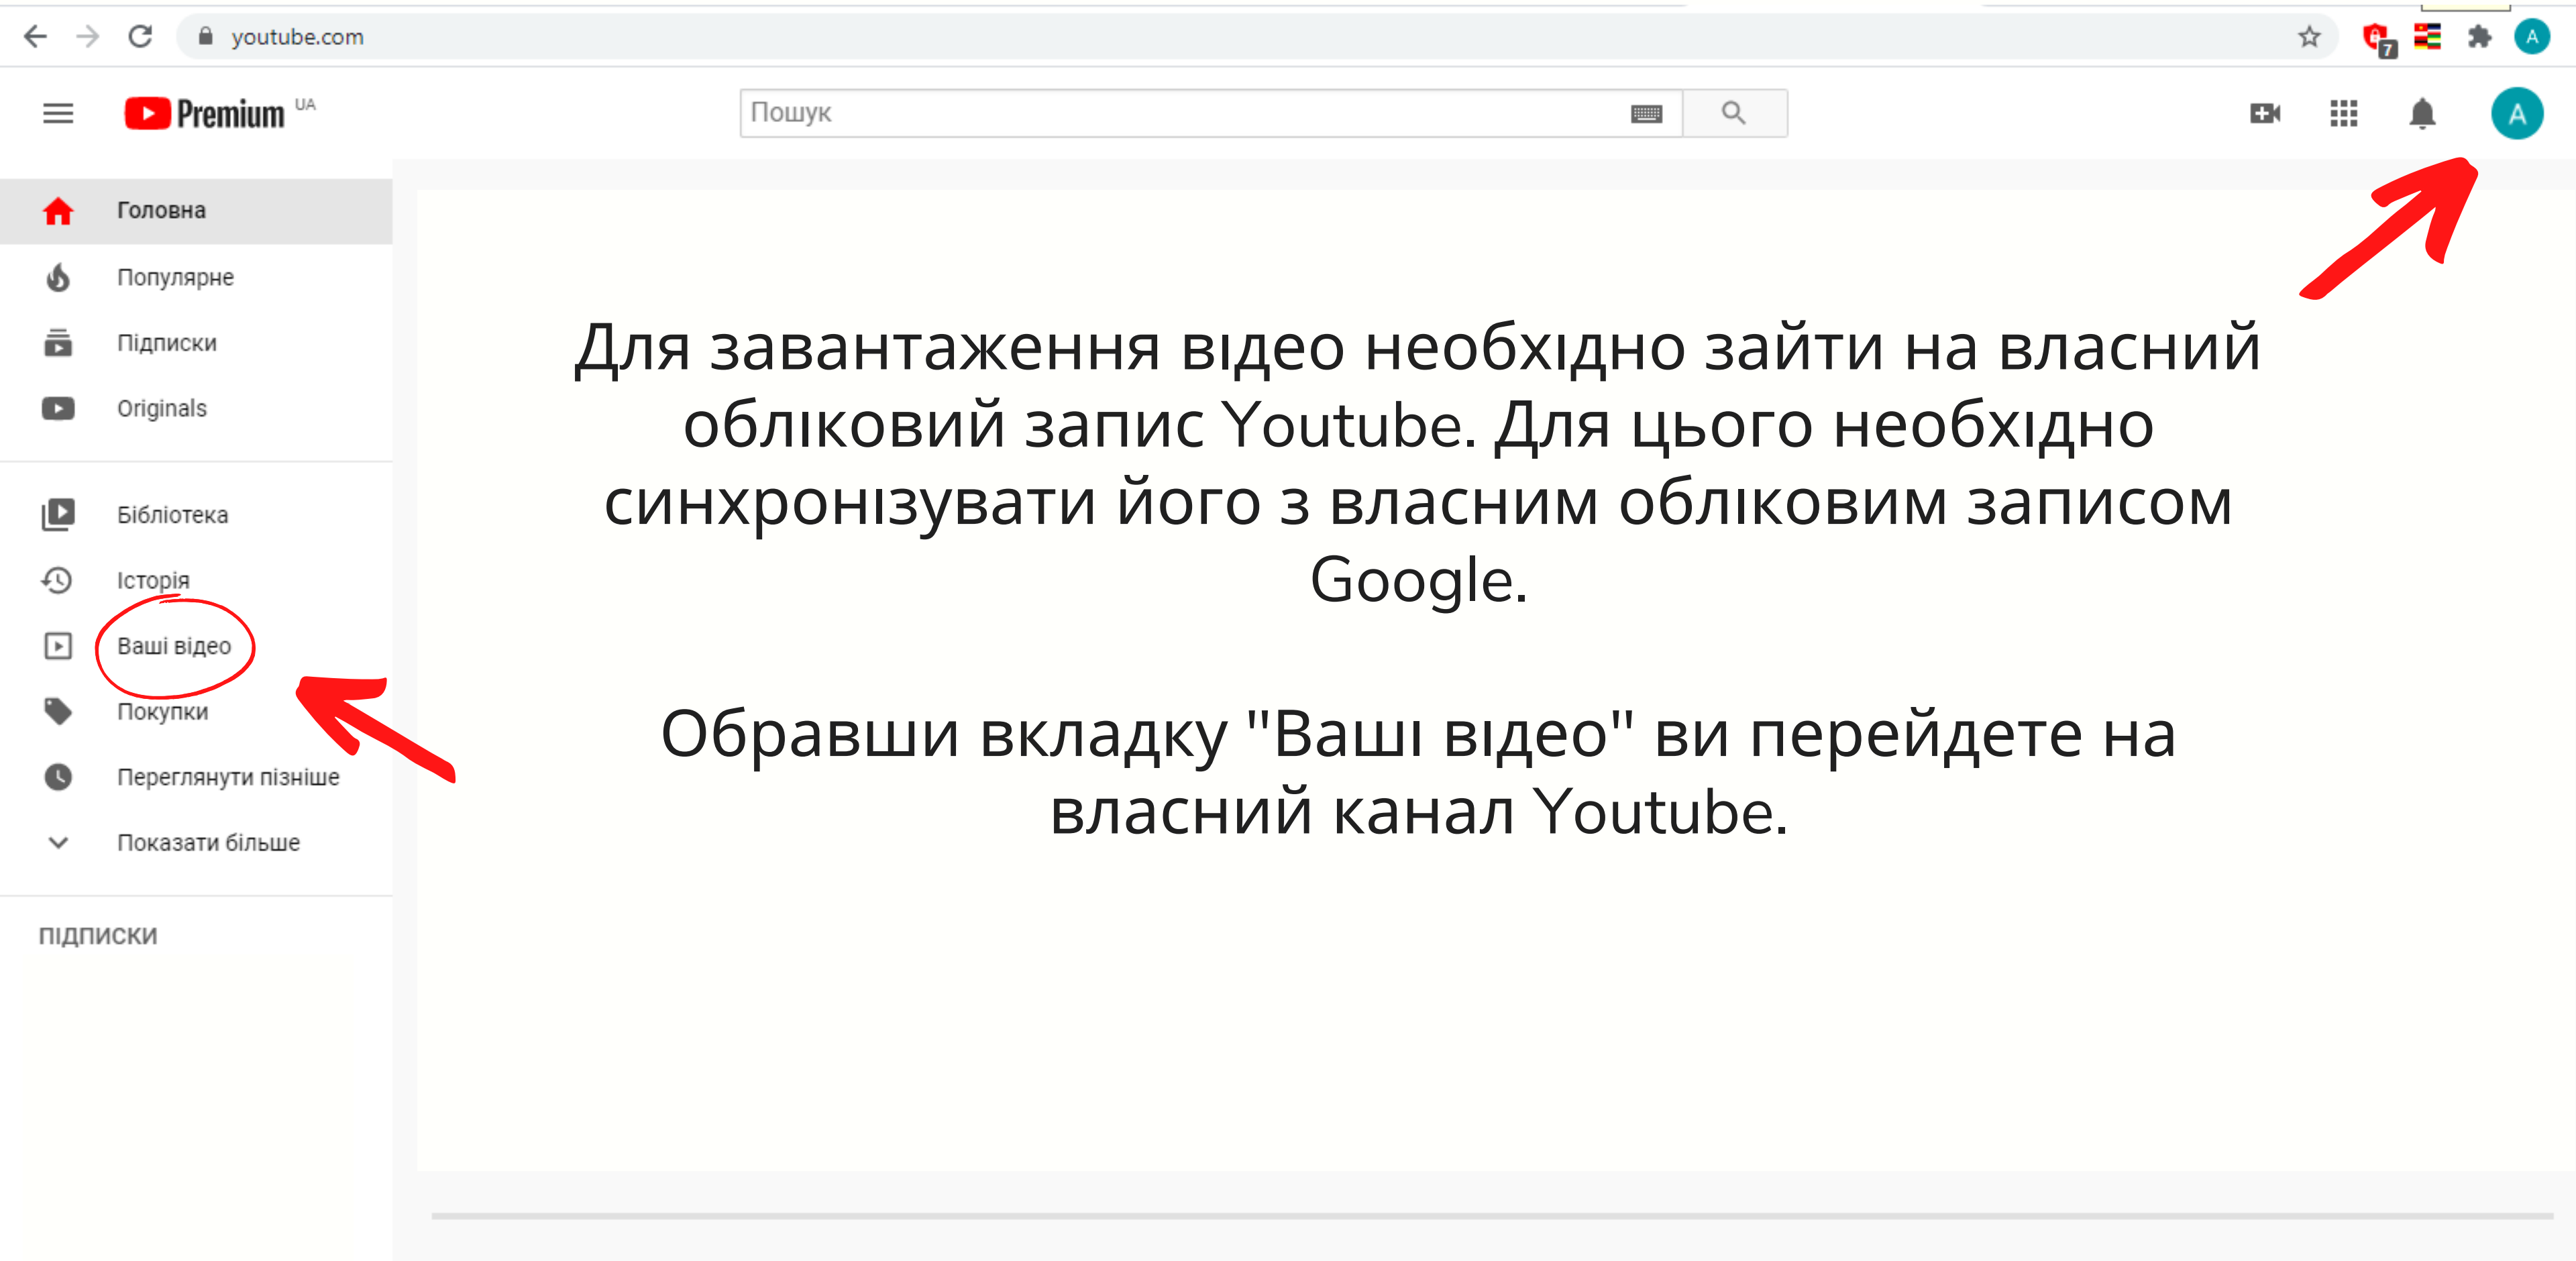 youtube.com
7
A
Premium UA
Пошук
A
Головна
Популярне
Підписки
Originals
Бібліотека
Історія
Ваші відео
Покупки
Переглянути пізніше
Показати більше
ПІДПИСКИ
Для завантаження відео необхідно зайти на власний
обліковий запис Youtube. Для цього необхідно
синхронізувати його з власним обліковим записом
Google.
Обравши вкладку "Ваші відео" ви перейдете на
власний канал Youtube.